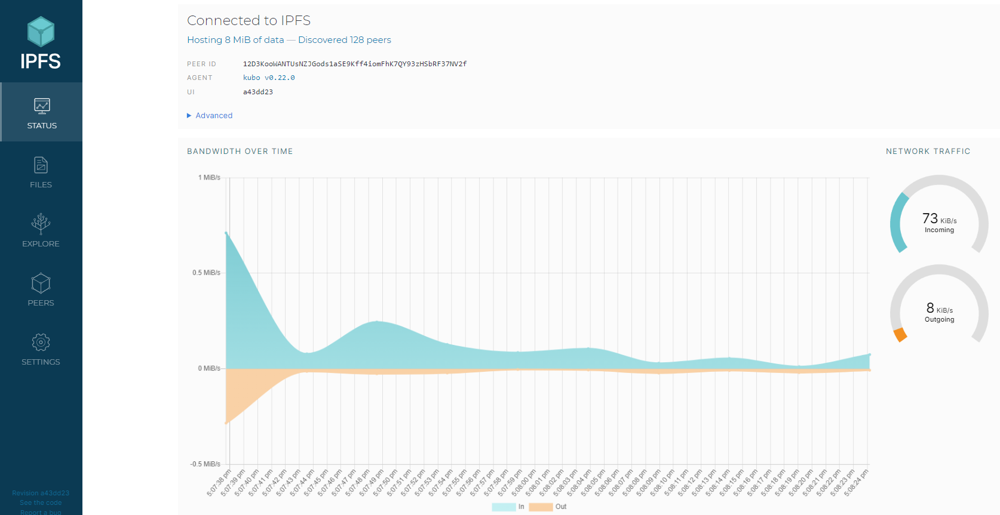 IPFS
STATUS
FILES
EXPLORE
PEERS
SETTINGS
Revision a43dd23
See the code
Report a bug
Connected to IPFS
Hosting 8 MiB of data — Discovered 128 peers
PEER ID 12D3KooWANTUsNZJGods1aSE9Kff4iomFhK7QY93zHSbRF37NV2f
AGENT kubo v0.22.0
UI a43dd23
Advanced
BANDWIDTH OVER TIME
1 MiB/s
0.5 MiB/s
0 MiB/s
-0.5 MiB/s
5:07:38 pm
5:07:39 pm
5:07:40 pm
5:07:41 pm
5:07:42 pm
5:07:43 pm
5:07:44 pm
5:07:45 pm
5:07:46 pm
5:07:47 pm
5:07:48 pm
5:07:49 pm
5:07:50 pm
5:07:51 pm
5:07:52 pm
5:07:53 pm
5:07:54 pm
5:07:55 pm
5:07:56 pm
5:07:57 pm
5:07:58 pm
5:07:59 pm
5:08:00 pm
5:08:01 pm
5:08:02 pm
5:08:03 pm
5:08:04 pm
5:08:05 pm
5:08:06 pm
5:08:07 pm
5:08:08 pm
5:08:09 pm
5:08:10 pm
5:08:11 pm
5:08:12 pm
5:08:13 pm
5:08:14 pm
5:08:15 pm
5:08:16 pm
5:08:17 pm
5:08:18 pm
5:08:19 pm
5:08:20 pm
5:08:21 pm
5:08:22 pm
5:08:23 pm
5:08:24 pm
In Out
NETWORK TRAFFIC
73 KiB/s
Incoming
8 KiB/s
Outgoing